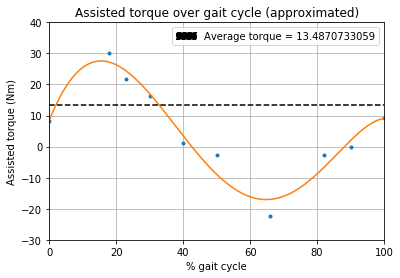 Assisted torque over gait cycle (approximated)
Average torque = 13.4870733059
40
30
20
10
0
−10
−20
−30
Assisted torque (Nm)
0 20 40 60 80 100
% gait cycle